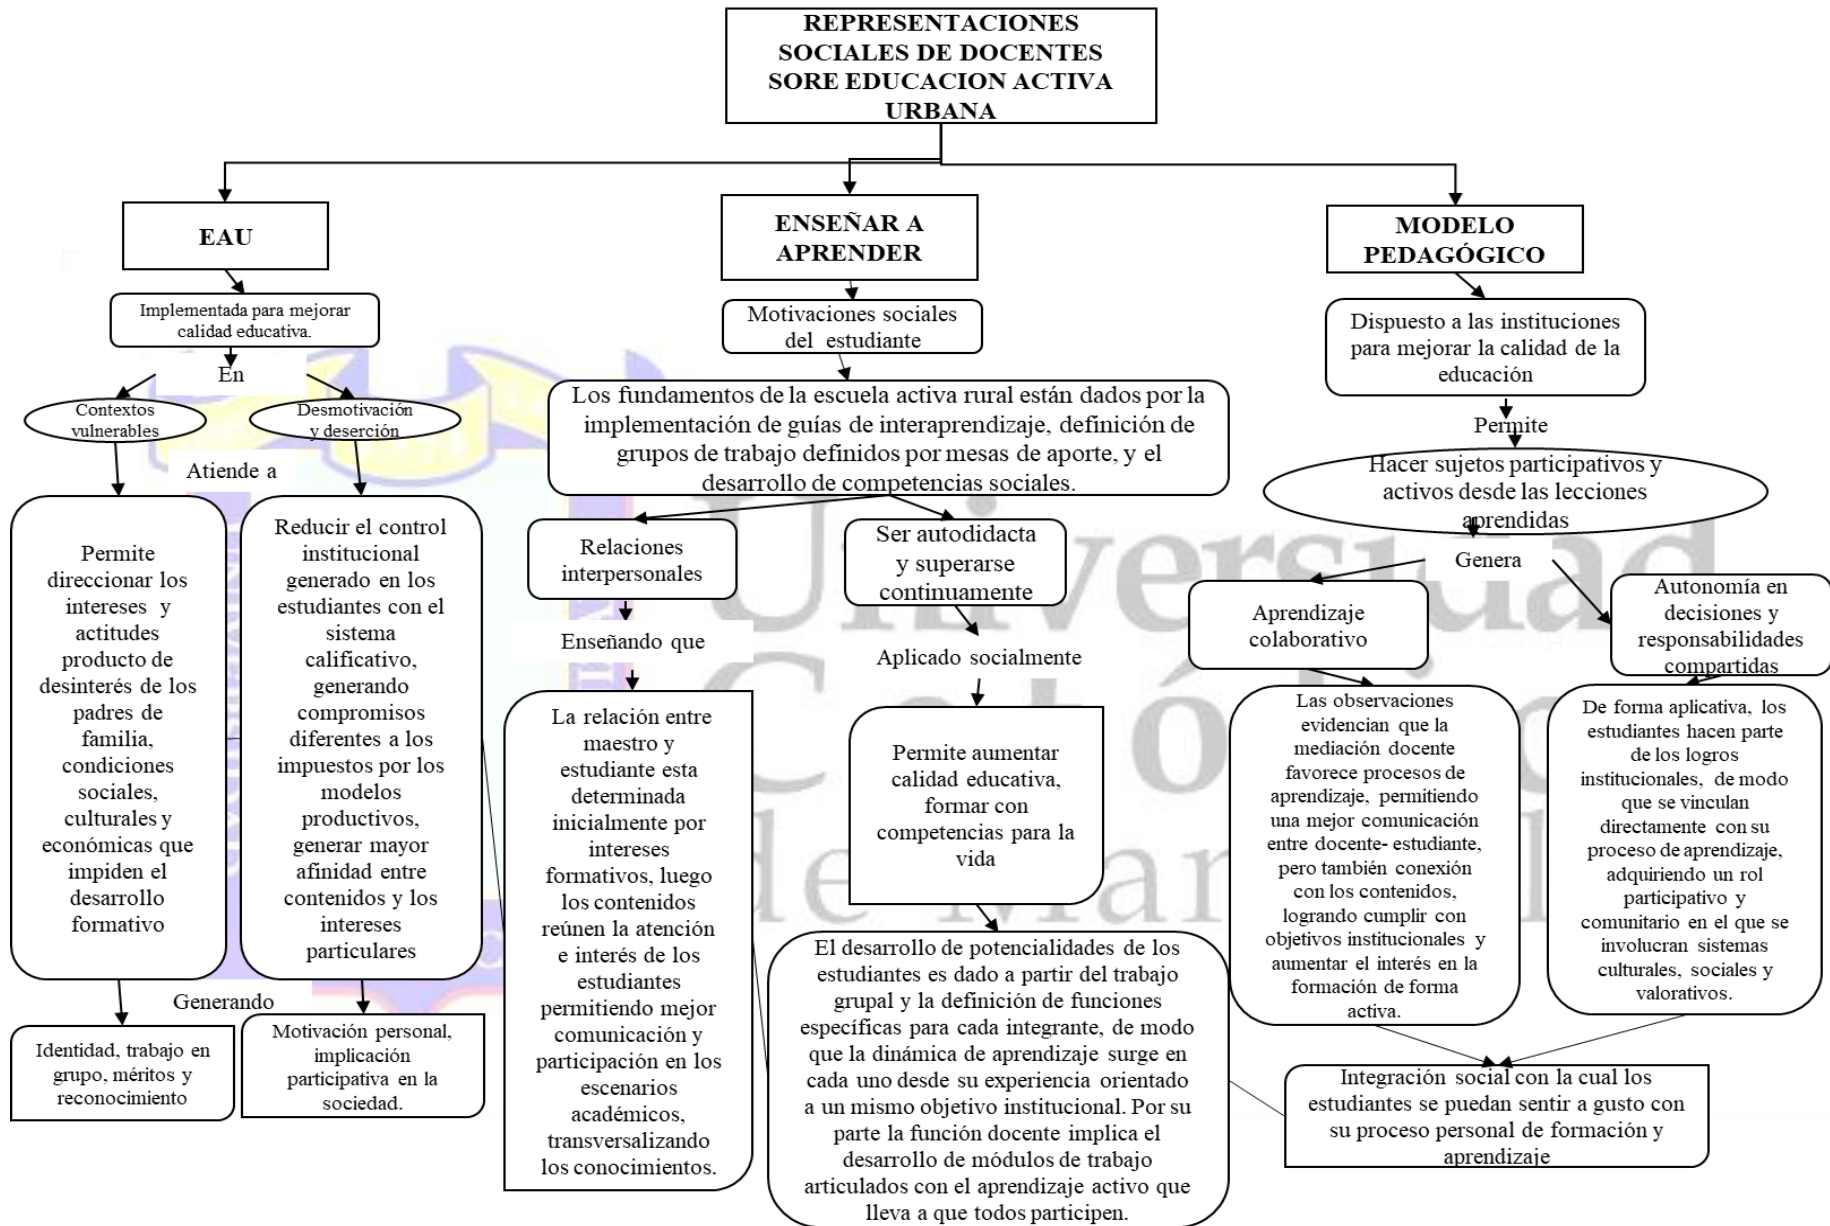 REPRESENTACIONES
SOCIALES DE DOCENTES
SORE EDUCACION ACTIVA
URBANA
EAU
Implementada para mejorar
calidad educativa.
En
Contextos
vulnerables
Desmotivación
y deserción
Atiende a
Permite
direccionar los
intereses y
actitudes
producto de
desinterés de los
padres de
familia,
condiciones
sociales,
culturales y
económicas que
impiden el
desarrollo
formativo
Reducir el control
institucional
generado en los
estudiantes con el
sistema
calificativo,
generando
compromisos
diferentes a los
impuestos por los
modelos
productivos,
generar mayor
afinidad entre
contenidos y los
intereses
particulares
Generando
Identidad, trabajo en
grupo, méritos y
reconocimiento
Motivación personal,
implicación
participativa en la
sociedad.
ENSEÑAR A
APRENDER
Motivaciones sociales
del estudiante
Los fundamentos de la escuela activa rural están dados por la
implementación de guías de interaprendizaje, definición de
grupos de trabajo definidos por mesas de aporte, y el
desarrollo de competencias sociales.
Relaciones
interpersonales
Enseñando que
La relación entre
maestro y
estudiante esta
determinada
inicialmente por
intereses
formativos, luego
los contenidos
reúnen la atención
e interés de los
estudiantes
permitiendo mejor
comunicación y
participación en los
escenarios
académicos,
transversalizando
los conocimientos.
Ser autodidacta
y superarse
continuamente
Aplicado socialmente
Permite aumentar
calidad educativa,
formar con
competencias para la
vida
El desarrollo de potencialidades de los
estudiantes es dado a partir del trabajo
grupal y la definición de funciones
específicas para cada integrante, de modo
que la dinámica de aprendizaje surge en
cada uno desde su experiencia orientado
a un mismo objetivo institucional. Por su
parte la función docente implica el
desarrollo de módulos de trabajo
articulados con el aprendizaje activo que
lleva a que todos participen.
MODELO
PEDAGÓGICO
Dispuesto a las instituciones
para mejorar la calidad de la
educación
Permite
Hacer sujetos participativos y
activos desde las lecciones
aprendidas
Genera
Aprendizaje
colaborativo
Las observaciones
evidencian que la
mediación docente
favorece procesos de
aprendizaje, permitiendo
una mejor comunicación
entre docente- estudiante,
pero también conexión
con los contenidos,
logrando cumplir con
objetivos institucionales y
aumentar el interés en la
formación de forma
activa.
Autonomía en
decisiones y
responsabilidades
compartidas
De forma aplicativa, los
estudiantes hacen parte
de los logros
institucionales, de modo
que se vinculan
directamente con su
proceso de aprendizaje,
adquiriendo un rol
participativo y
comunitario en el que se
involucran sistemas
culturales, sociales y
valorativos.
Integración social con la cual los
estudiantes se puedan sentir a gusto con
su proceso personal de formación y
aprendizaje
Universidad